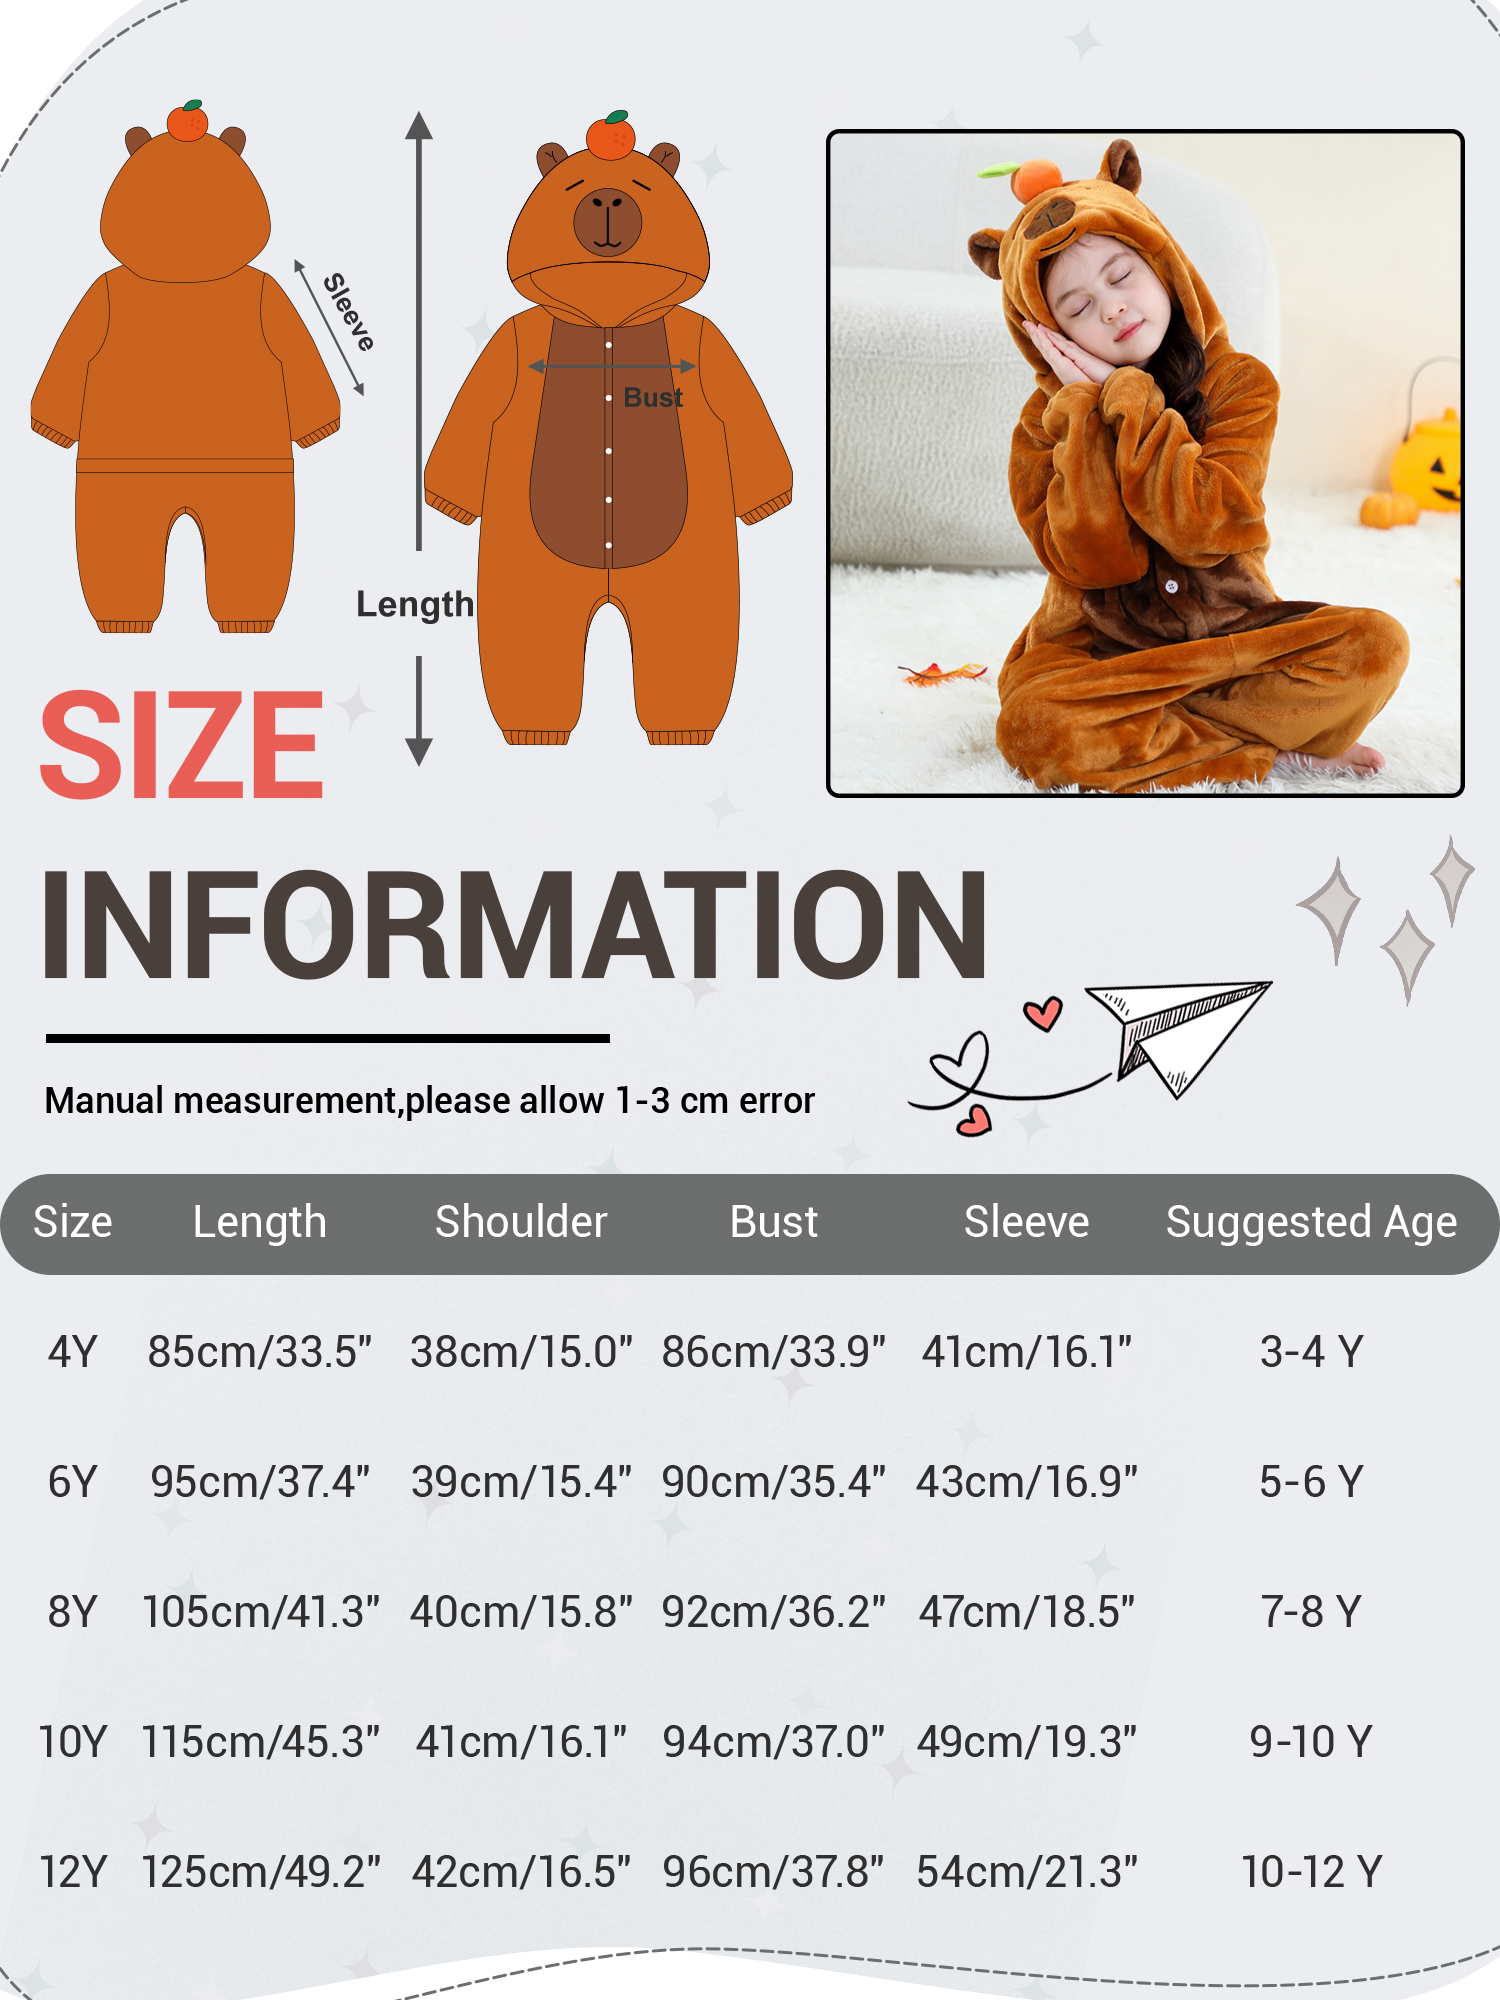 Sleeve
Bust
Length
SIZE
INFORMATION
Manual measurement,please allow 1-3 cm error
Size Length Shoulder Bust Sleeve Suggested Age
4Y 85cm/33.5" 38cm/15.0" 86cm/33.9" 41cm/16.1" 3-4 Y
6Y 95cm/37.4" 39cm/15.4" 90cm/35.4" 43cm/16.9" 5-6 Y
8Y 105cm/41.3" 40cm/15.8" 92cm/36.2" 47cm/18.5" 7-8 Y
10Y 115cm/45.3" 41cm/16.1" 94cm/37.0" 49cm/19.3" 9-10 Y
12Y 125cm/49.2" 42cm/16.5" 96cm/37.8" 54cm/21.3" 10-12 Y